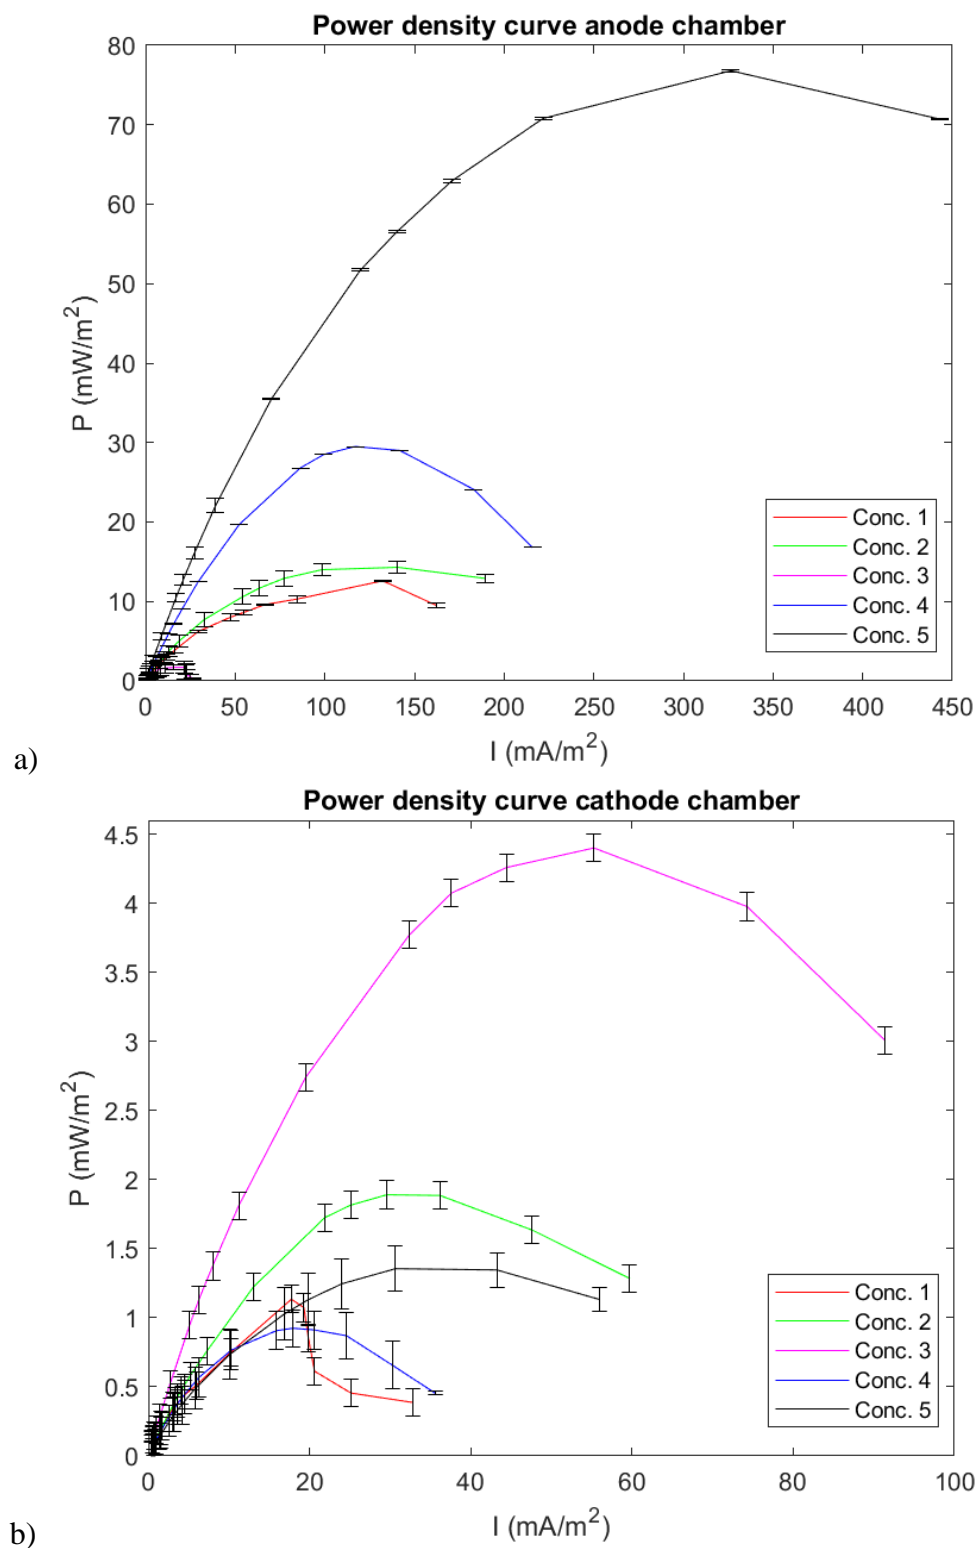 Power density curve anode chamber
80
70
60
50
40
30
20
10
0
P (mW/m²)
0 50 100 150 200 250 300 350 400 450
I (mA/m²)
Conc. 1
Conc. 2
Conc. 3
Conc. 4
Conc. 5
a)
Power density curve cathode chamber
4.5
4
3.5
3
2.5
2
1.5
1
0.5
0
P (mW/m²)
0 20 40 60 80 100
I (mA/m²)
Conc. 1
Conc. 2
Conc. 3
Conc. 4
Conc. 5
b)